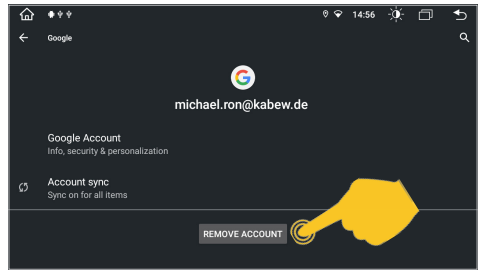 14:56
Google
michael.ron@kabew.de
Google Account
Info, security & personalization
Account sync
Sync on for all items
REMOVE ACCOUNT